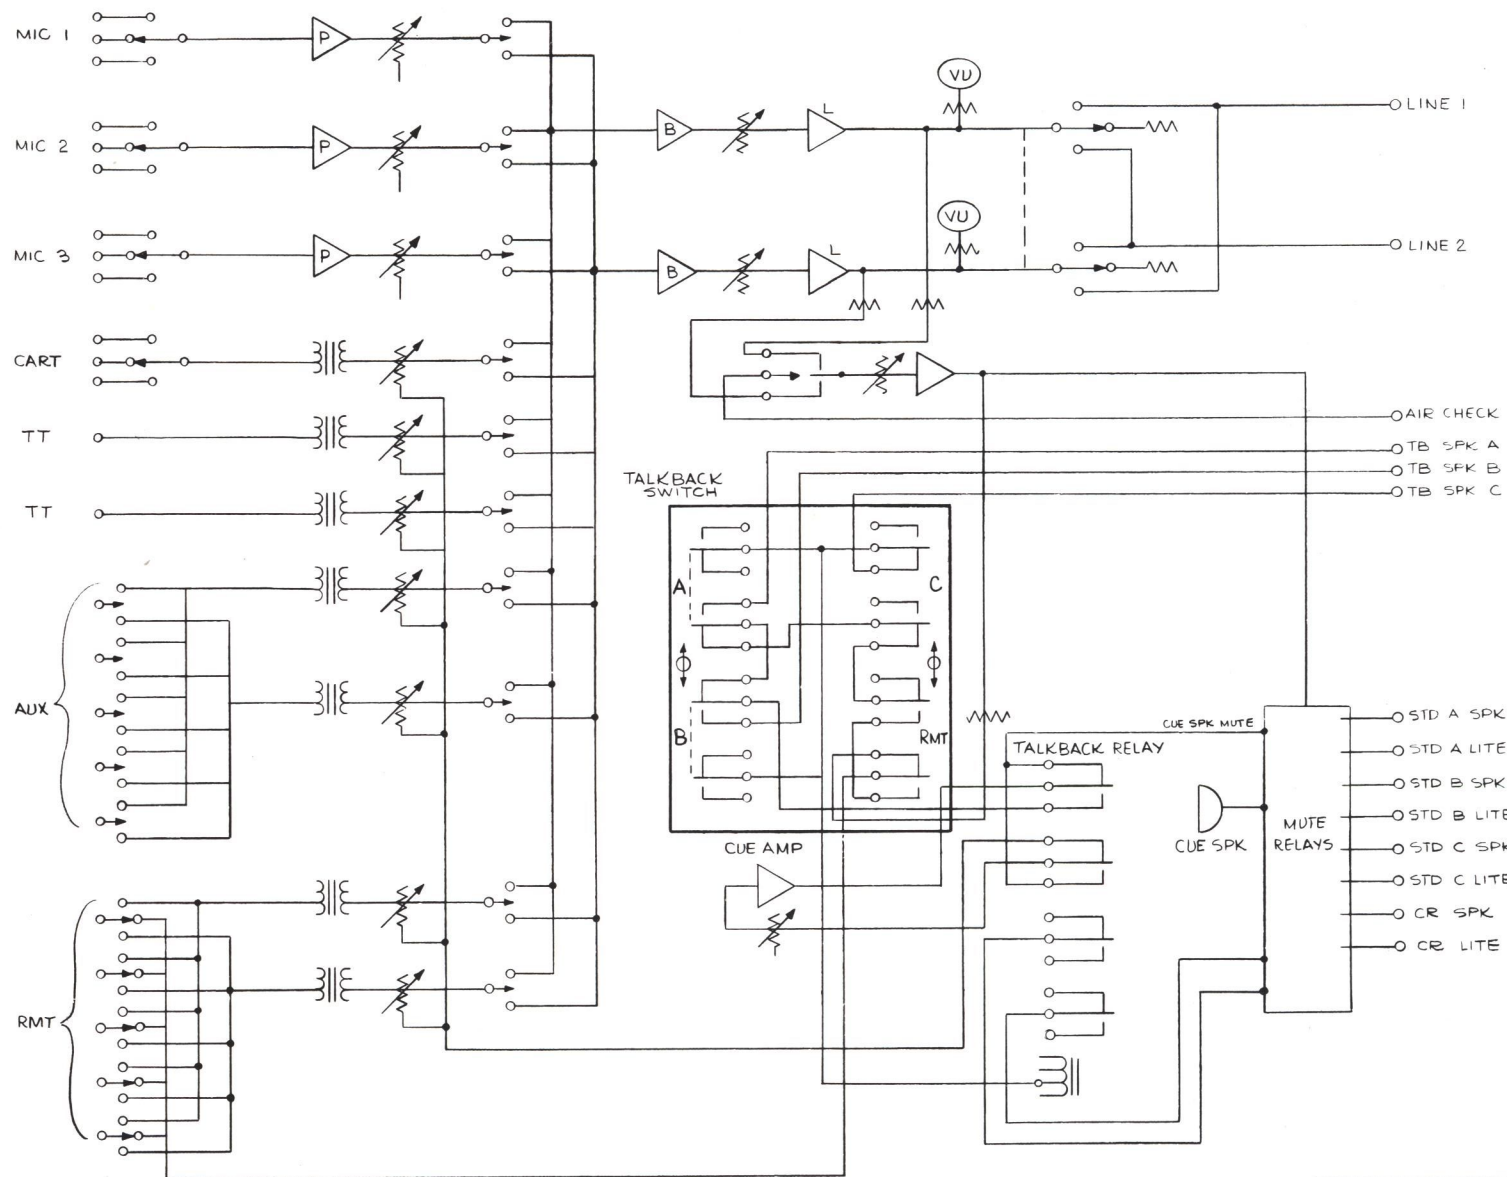 MIC 1
P
MIC 2
P
MIC 3
P
CART
TT
TT
AUX
RMT
B
L
VU
B
L
VU
LINE 1
LINE 2
AIR CHECK
TB SPK A
TB SPK B
TB SPK C
TALKBACK
SWITCH
A
C
B
RMT
CUE AMP
CUE SPK MUTE
TALKBACK RELAY
CUE SPK
MUTE
RELAYS
STD A SPK
STD A LITE
STD B SPK
STD B LITE
STD C SPK
STD C LITE
CR SPK
CR LITE